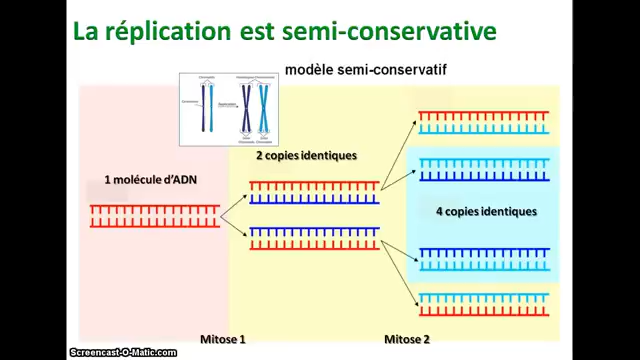 La réplication est semi-conservative
modèle semi-conservatif
2 copies identiques
1 molécule d'ADN
4 copies identiques
Mitose 1
Mitose 2
Screencast-O-Matic.com